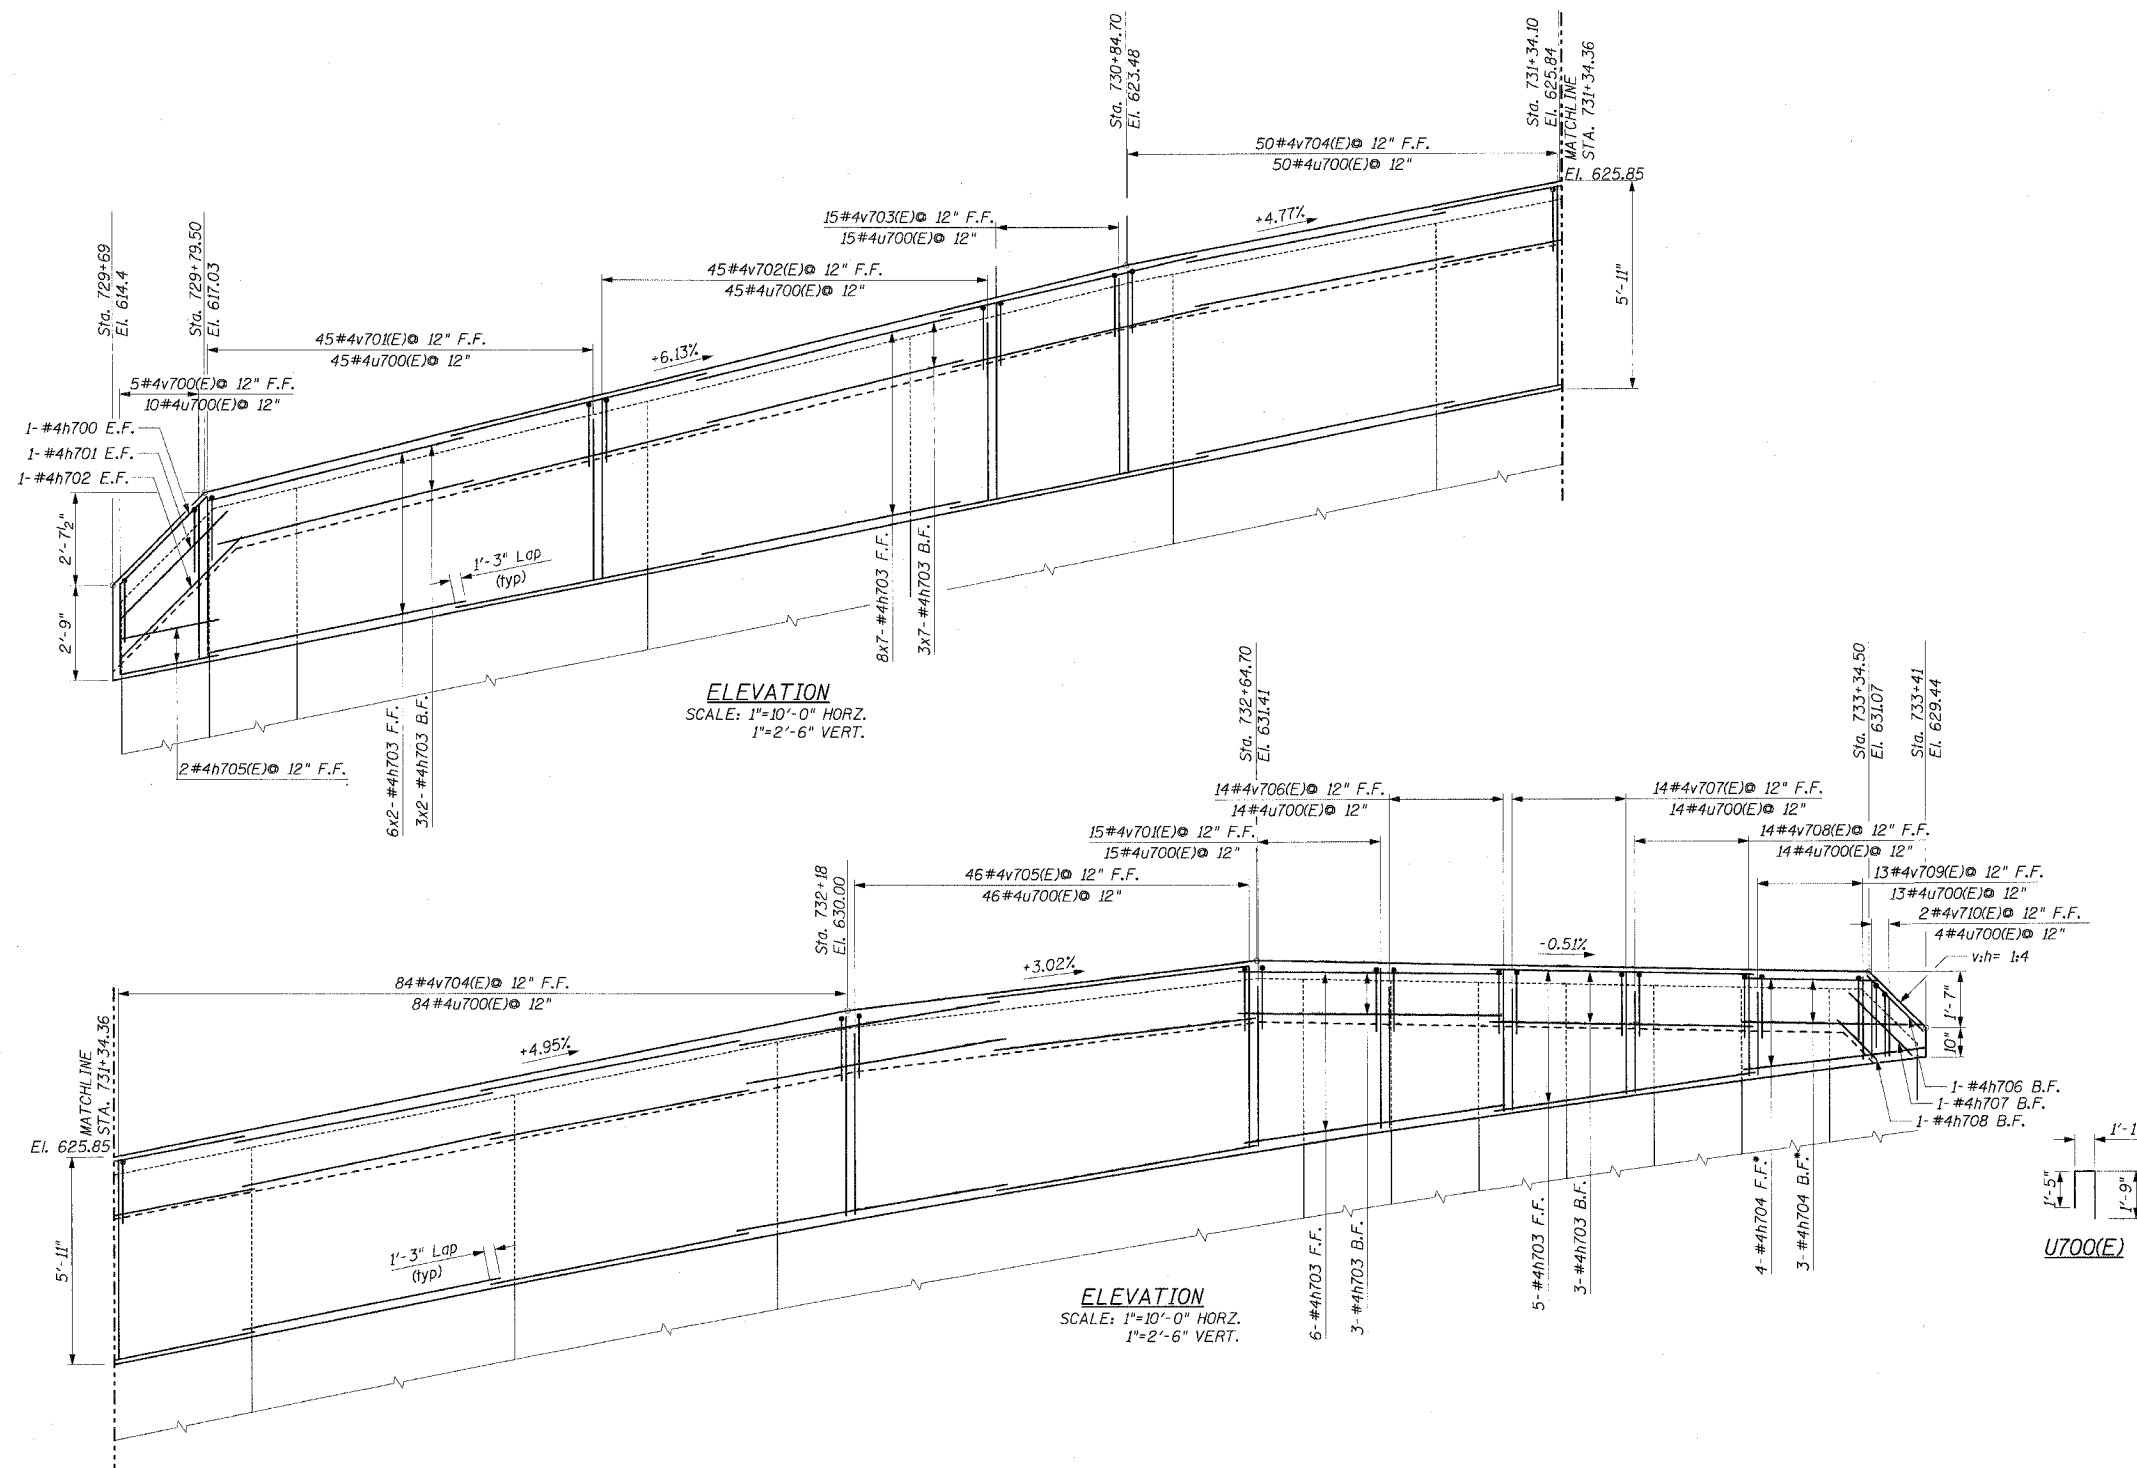 Sta. 729+69
El. 614.4
Sta. 729+79.50
El. 617.03
Sta. 730+84.70
El. 623.48
Sta. 731+34.10
El. 625.84
MATCHLINE
STA. 731+34.36
El. 625.85
50#4v704(E)@ 12" F.F.
50#4u700(E)@ 12"
+4.77%
15#4v703(E)@ 12" F.F.
15#4u700(E)@ 12"
45#4v702(E)@ 12" F.F.
45#4u700(E)@ 12"
5'-11"
45#4v701(E)@ 12" F.F.
45#4u700(E)@ 12"
+6.13%
5#4v700(E)@ 12" F.F.
10#4u700(E)@ 12"
1-#4h700 E.F.
1-#4h701 E.F.
1-#4h702 E.F.
2'-7½"
2'-9"
1'-3" Lap
(typ)
6x2-#4h703 F.F.
3x2-#4h703 B.F.
8x7-#4h703 F.F.
3x7-#4h703 B.F.
2#4h705(E)@ 12" F.F.
ELEVATION
SCALE: 1"=10'-0" HORZ.
1"=2'-6" VERT.
Sta. 732+64.70
El. 631.41
Sta. 733+34.50
El. 631.07
Sta. 733+41
El. 629.44
14#4v706(E)@ 12" F.F.
14#4u700(E)@ 12"
14#4v707(E)@ 12" F.F.
14#4u700(E)@ 12"
15#4v701(E)@ 12" F.F.
15#4u700(E)@ 12"
14#4v708(E)@ 12" F.F.
14#4u700(E)@ 12"
Sta. 732+18
El. 630.00
46#4v705(E)@ 12" F.F.
46#4u700(E)@ 12"
13#4v709(E)@ 12" F.F.
13#4u700(E)@ 12"
2#4v710(E)@ 12" F.F.
4#4u700(E)@ 12"
v:h= 1:4
84#4v704(E)@ 12" F.F.
84#4u700(E)@ 12"
+3.02%
-0.51%
+4.95%
1'-7"
10"
MATCHLINE
STA. 731+34.36
El. 625.85
5'-11"
1'-3" Lap
(typ)
1-#4h706 B.F.
1-#4h707 B.F.
1-#4h708 B.F.
6-#4h703 F.F.
3-#4h703 B.F.
5-#4h703 F.F.
3-#4h703 B.F.
4-#4h704 F.F.*
3-#4h704 B.F.*
1'-1
1'-5"
1'-9"
U700(E)
ELEVATION
SCALE: 1"=10'-0" HORZ.
1"=2'-6" VERT.